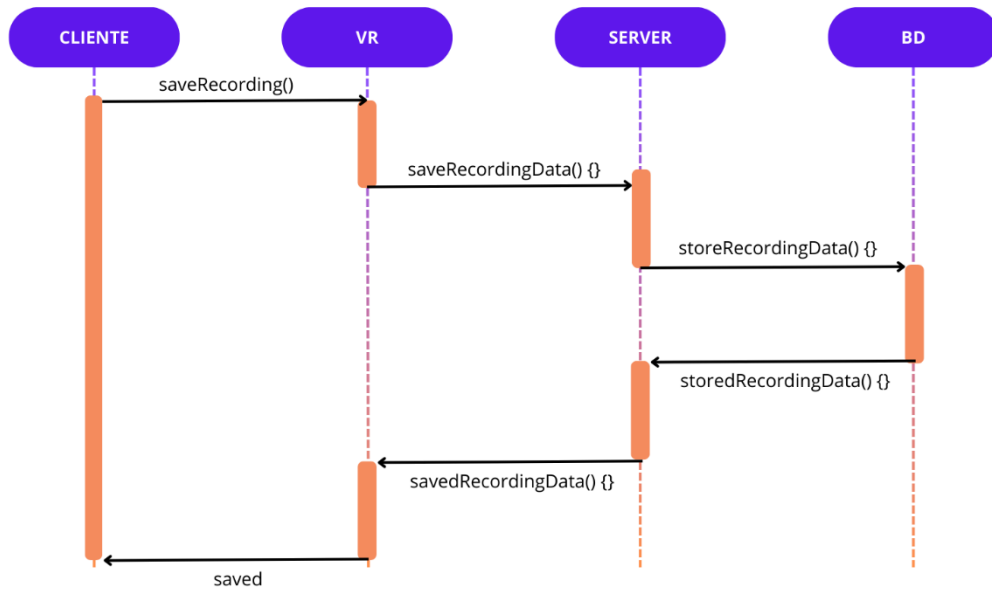 CLIENTE
VR
SERVER
BD
saveRecording()
saveRecordingData() {}
storeRecordingData() {}
storedRecordingData() {}
savedRecordingData() {}
saved